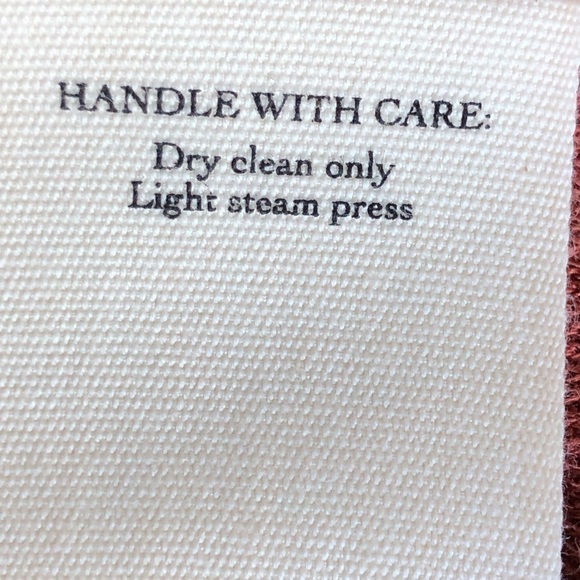 HANDLE WITH CARE:
Dry clean only
Light steam press